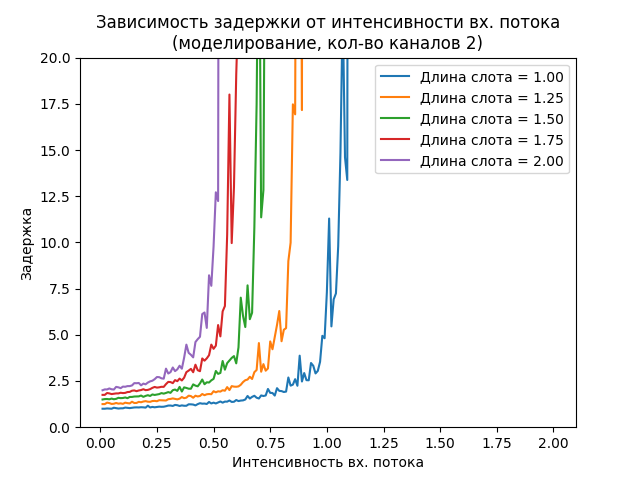 Зависимость задержки от интенсивности вх. потока
(моделирование, кол-во каналов 2)
Задержка
20.0
17.5
15.0
12.5
10.0
7.5
5.0
2.5
0.0
Длина слота = 1.00
Длина слота = 1.25
Длина слота = 1.50
Длина слота = 1.75
Длина слота = 2.00
0.00 0.25 0.50 0.75 1.00 1.25 1.50 1.75 2.00
Интенсивность вх. потока